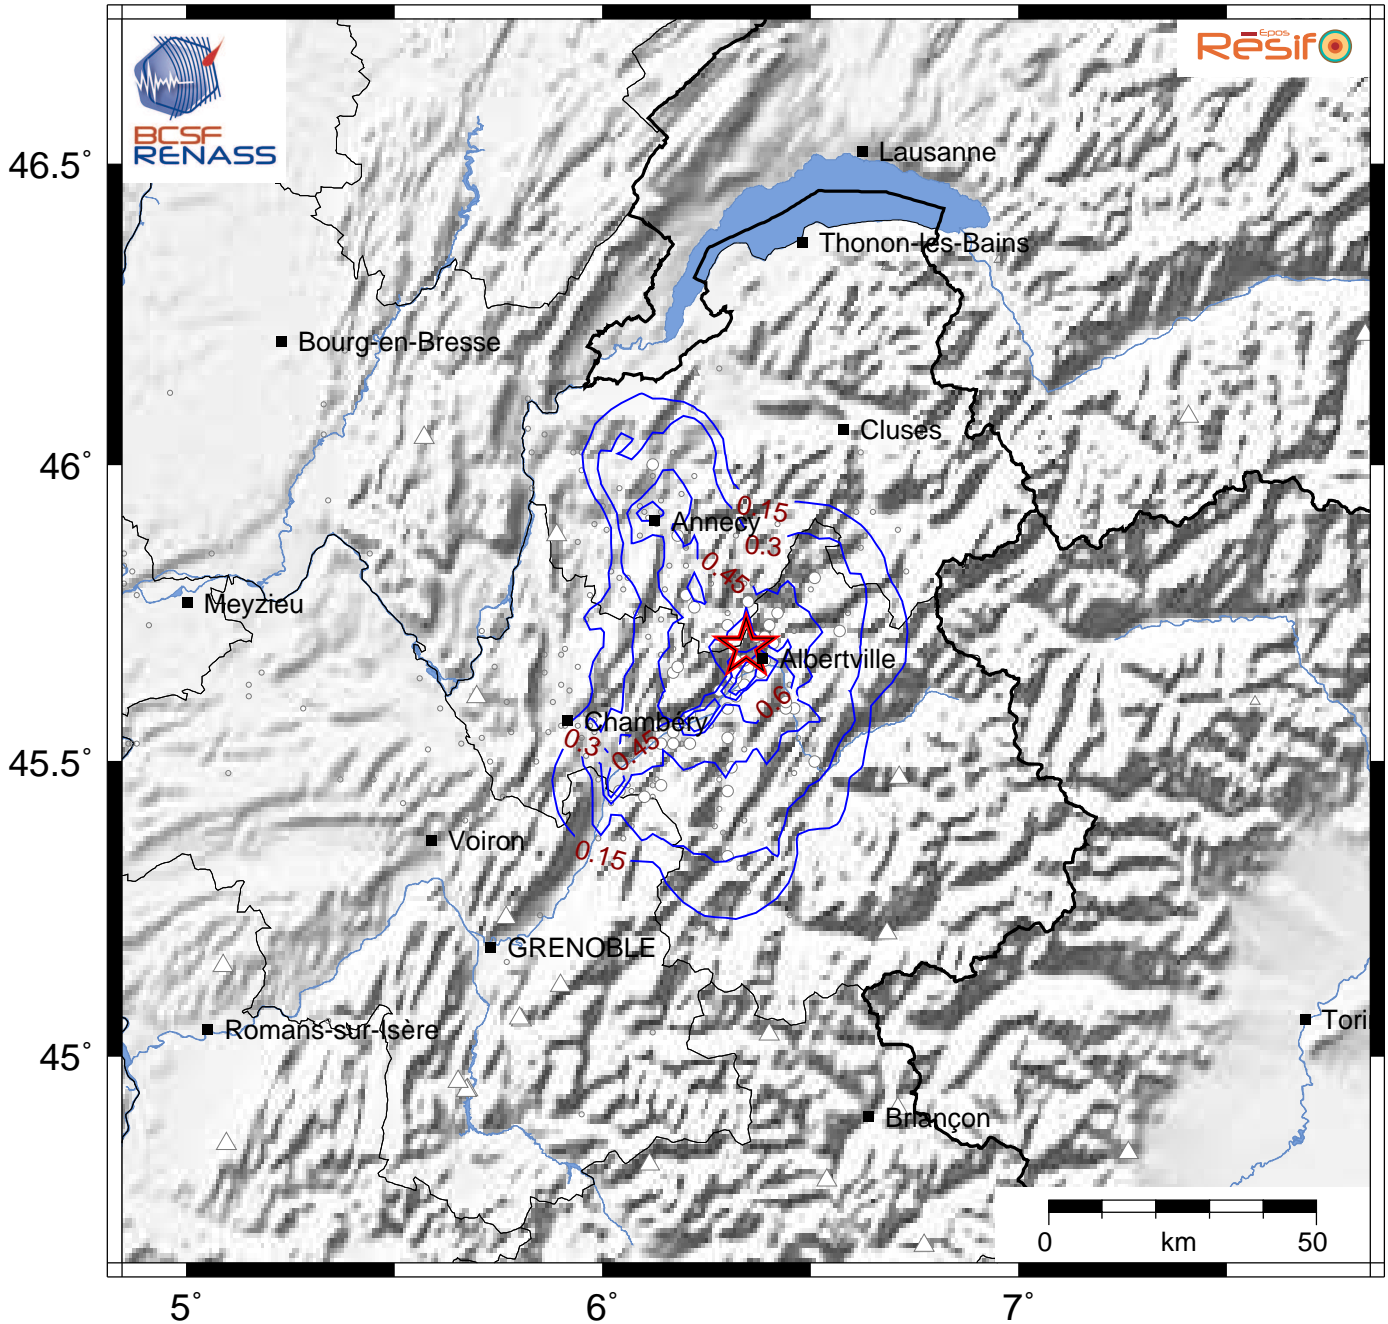 BCSF
RENASS
Epos
Résif
46.5°
Lausanne
Thonon-les-Bains
Bourg-en-Bresse
Cluses
46°
0.15
Annecy
0.3
0.45
Meyzieu
Albertville
0.6
Chambéry
0.3
0.45
45.5°
Voiron
0.15
GRENOBLE
Romans-sur-Isère
Tori
45°
Briançon
0 km 50
5° 6° 7°